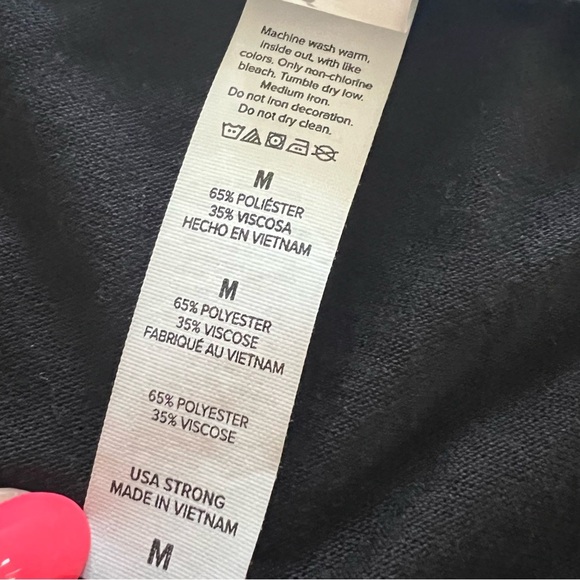 Machine wash warm,
inside out, with like
colors. Only non-chlorine
bleach. Tumble dry low.
Medium iron.
Do not iron decoration.
Do not dry clean.
M
65% POLIÉSTER
35% VISCOSA
HECHO EN VIETNAM
M
65% POLYESTER
35% VISCOSE
FABRIQUÉ AU VIETNAM
65% POLYESTER
35% VISCOSE
USA STRONG
MADE IN VIETNAM
M